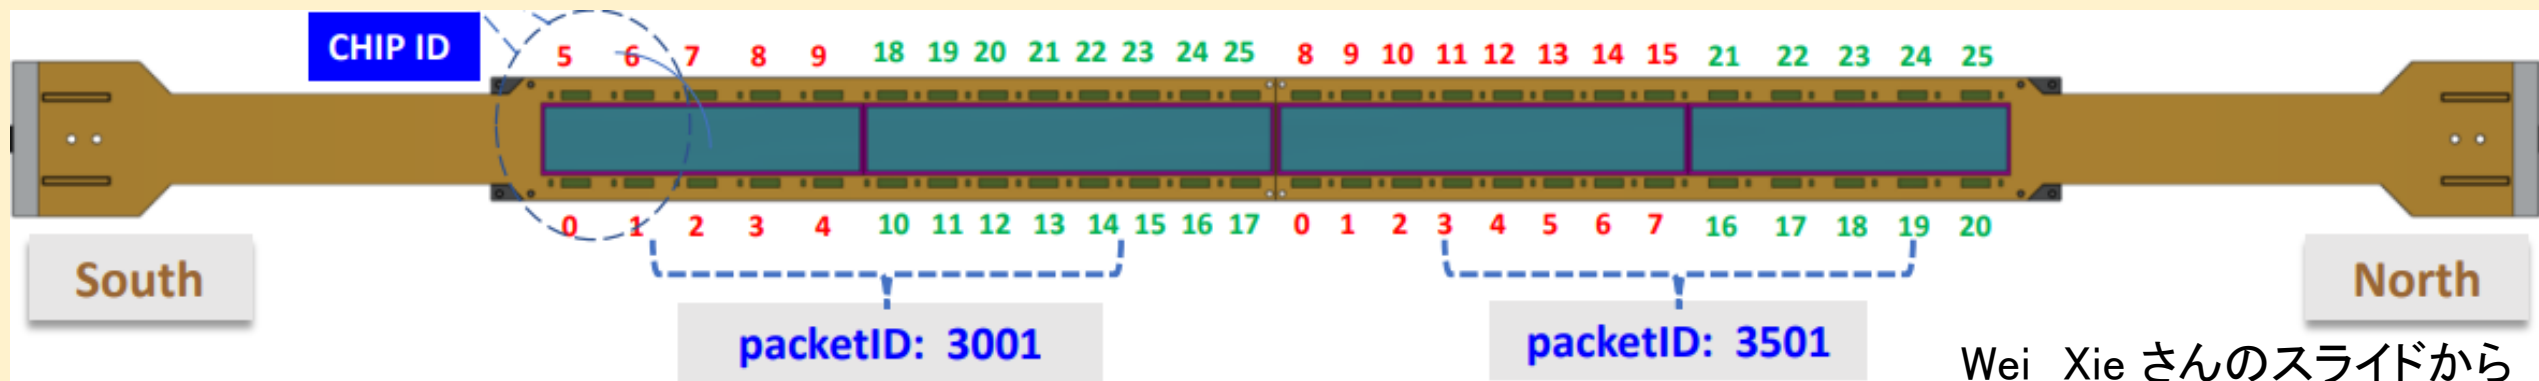 CHIP ID
5 6 7 8 9 18 19 20 21 22 23 24 25 8 9 10 11 12 13 14 15 21 22 23 24 25
0 1 2 3 4 10 11 12 13 14 15 16 17 0 1 2 3 4 5 6 7 16 17 18 19 20
South
North
packetID: 3001
packetID: 3501
Wei Xie さんのスライドから